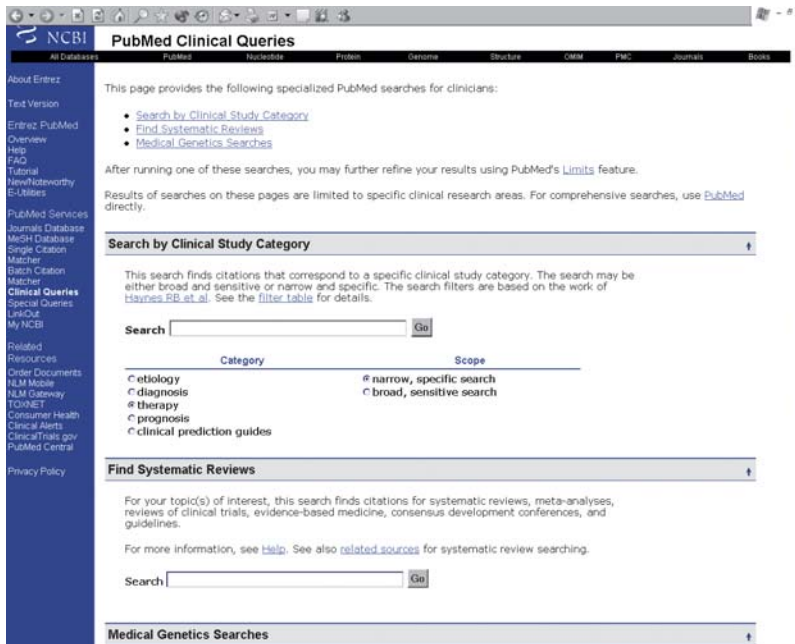 NCBI
PubMed Clinical Queries
All Databases PubMed Nucleotide Protein Genome Structure OMIM PMC Journals Books
About Entrez
Text Version
Entrez PubMed
Overview
Help
FAQ
Tutorial
New/Noteworthy
E-Utilities
PubMed Services
Journals Database
MeSH Database
Single Citation
Matcher
Batch Citation
Matcher
Clinical Queries
Special Queries
LinkOut
My NCBI
Related
Resources
Order Documents
NLM Mobile
NLM Gateway
TOXNET
Consumer Health
Clinical Alerts
ClinicalTrials.gov
PubMed Central
Privacy Policy
This page provides the following specialized PubMed searches for clinicians:
Search by Clinical Study Category
Find Systematic Reviews
Medical Genetics Searches
After running one of these searches, you may further refine your results using PubMed's Limits feature.
Results of searches on these pages are limited to specific clinical research areas. For comprehensive searches, use PubMed
directly.
Search by Clinical Study Category
This search finds citations that correspond to a specific clinical study category. The search may be
either broad and sensitive or narrow and specific. The search filters are based on the work of
Haynes RB et al. See the filter table for details.
Search Go
Category Scope
etiology narrow, specific search
diagnosis broad, sensitive search
therapy
prognosis
clinical prediction guides
Find Systematic Reviews
For your topic(s) of interest, this search finds citations for systematic reviews, meta-analyses,
reviews of clinical trials, evidence-based medicine, consensus development conferences, and
guidelines.
For more information, see Help. See also related sources for systematic review searching.
Search Go
Medical Genetics Searches